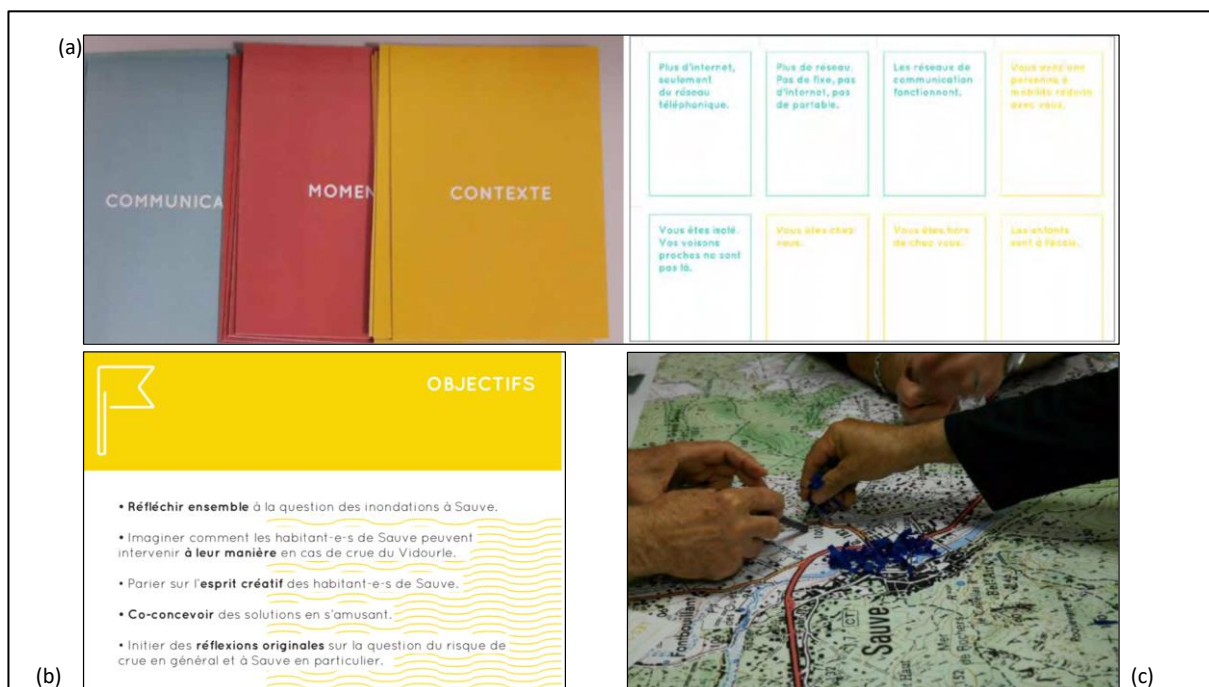 (a)
COMMUNICA
MOMEN
CONTEXTE
Plus d'internet,
seulement
du réseau
téléphonique.
Plus de réseau.
Pas de fixe, pas
d'internet, pas
de portable.
Les réseaux de
communication
fonctionnent.
Vous avez une
personne à
mobilité réduite
avec vous.
Vous êtes isolé.
Vos voisons
proches ne sont
pas là.
Vous êtes chez
vous.
Vous êtes hors
de chez vous.
Les enfants
sont à l'école.
OBJECTIFS
• Réfléchir ensemble à la question des inondations à Sauve.
• Imaginer comment les habitant-e-s de Sauve peuvent
intervenir à leur manière en cas de crue du Vidourle.
• Parier sur l'esprit créatif des habitant-e-s de Sauve.
• Co-concevoir des solutions en s'amusant.
• Initier des réflexions originales sur la question du risque de
crue en général et à Sauve en particulier.
(b)
Sauve
(c)